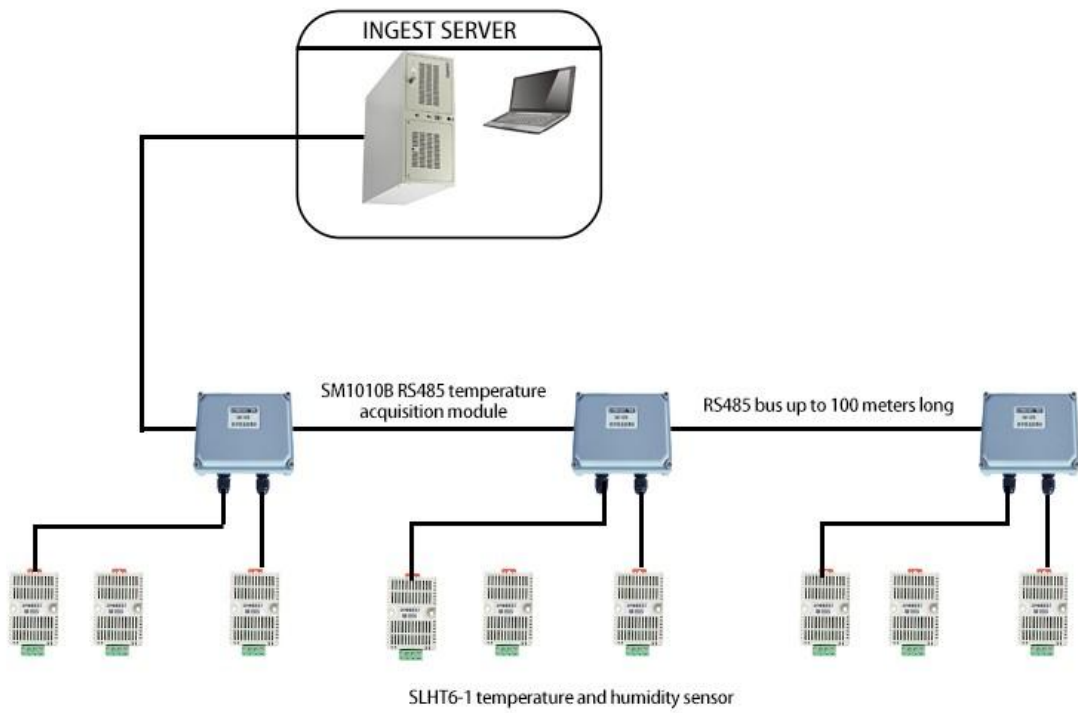 INGEST SERVER
SM1010B RS485 temperature
acquisition module
RS485 bus up to 100 meters long
SLHT6-1 temperature and humidity sensor